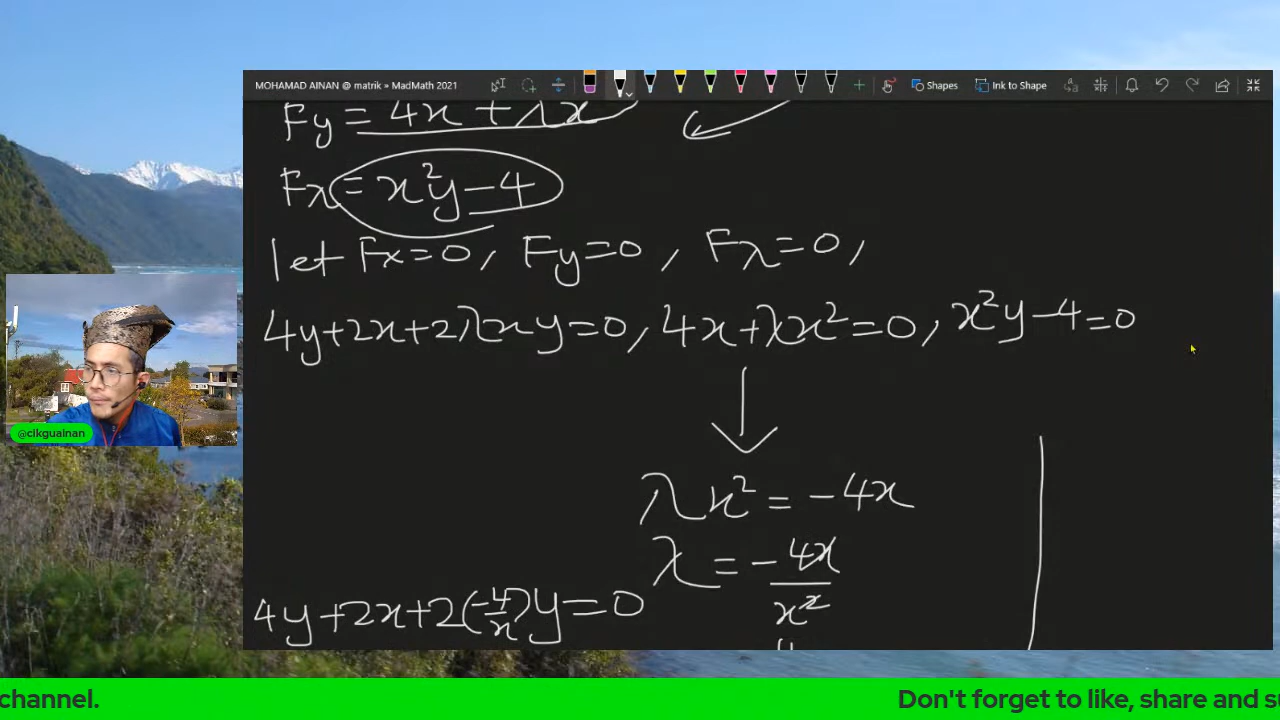 MOHAMAD AINAN @ matrik » MadMath 2021
Shapes
Ink to Shape
Fy = 4x + λx
Fλ = x²y - 4
let Fx = 0, Fy = 0, Fλ = 0,
4y + 2x + 2λxy = 0, 4x + λx² = 0, x²y - 4 = 0
λx² = -4x
λ = -4x/x²
4y + 2x + 2(-4/x)y = 0
@cikguainan
channel.
Don't forget to like, share and s